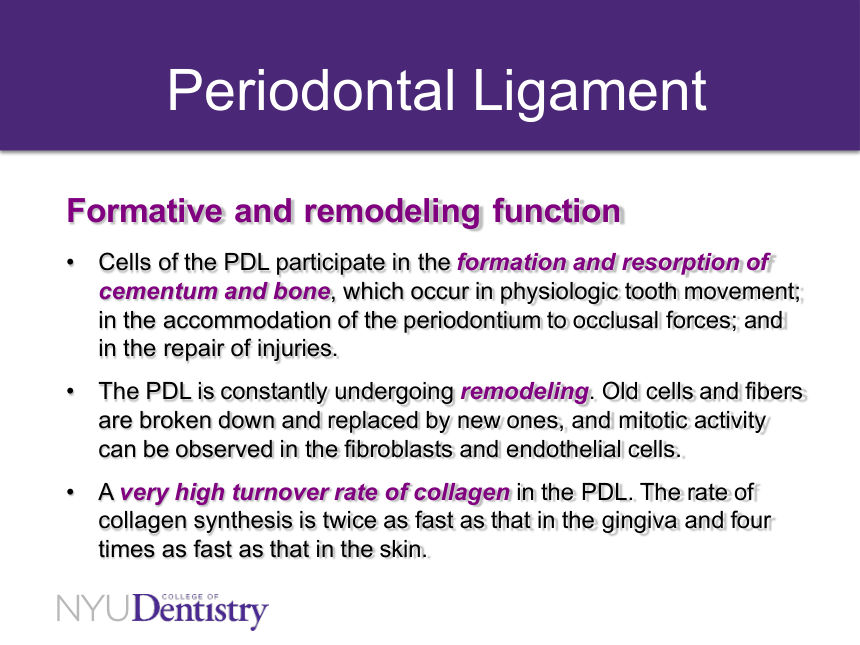 Periodontal Ligament
Formative and remodeling function
• Cells of the PDL participate in the formation and resorption of
cementum and bone, which occur in physiologic tooth movement;
in the accommodation of the periodontium to occlusal forces; and
in the repair of injuries.
• The PDL is constantly undergoing remodeling. Old cells and fibers
are broken down and replaced by new ones, and mitotic activity
can be observed in the fibroblasts and endothelial cells.
• A very high turnover rate of collagen in the PDL. The rate of
collagen synthesis is twice as fast as that in the gingiva and four
times as fast as that in the skin.
COLLEGE OF
NYU Dentistry